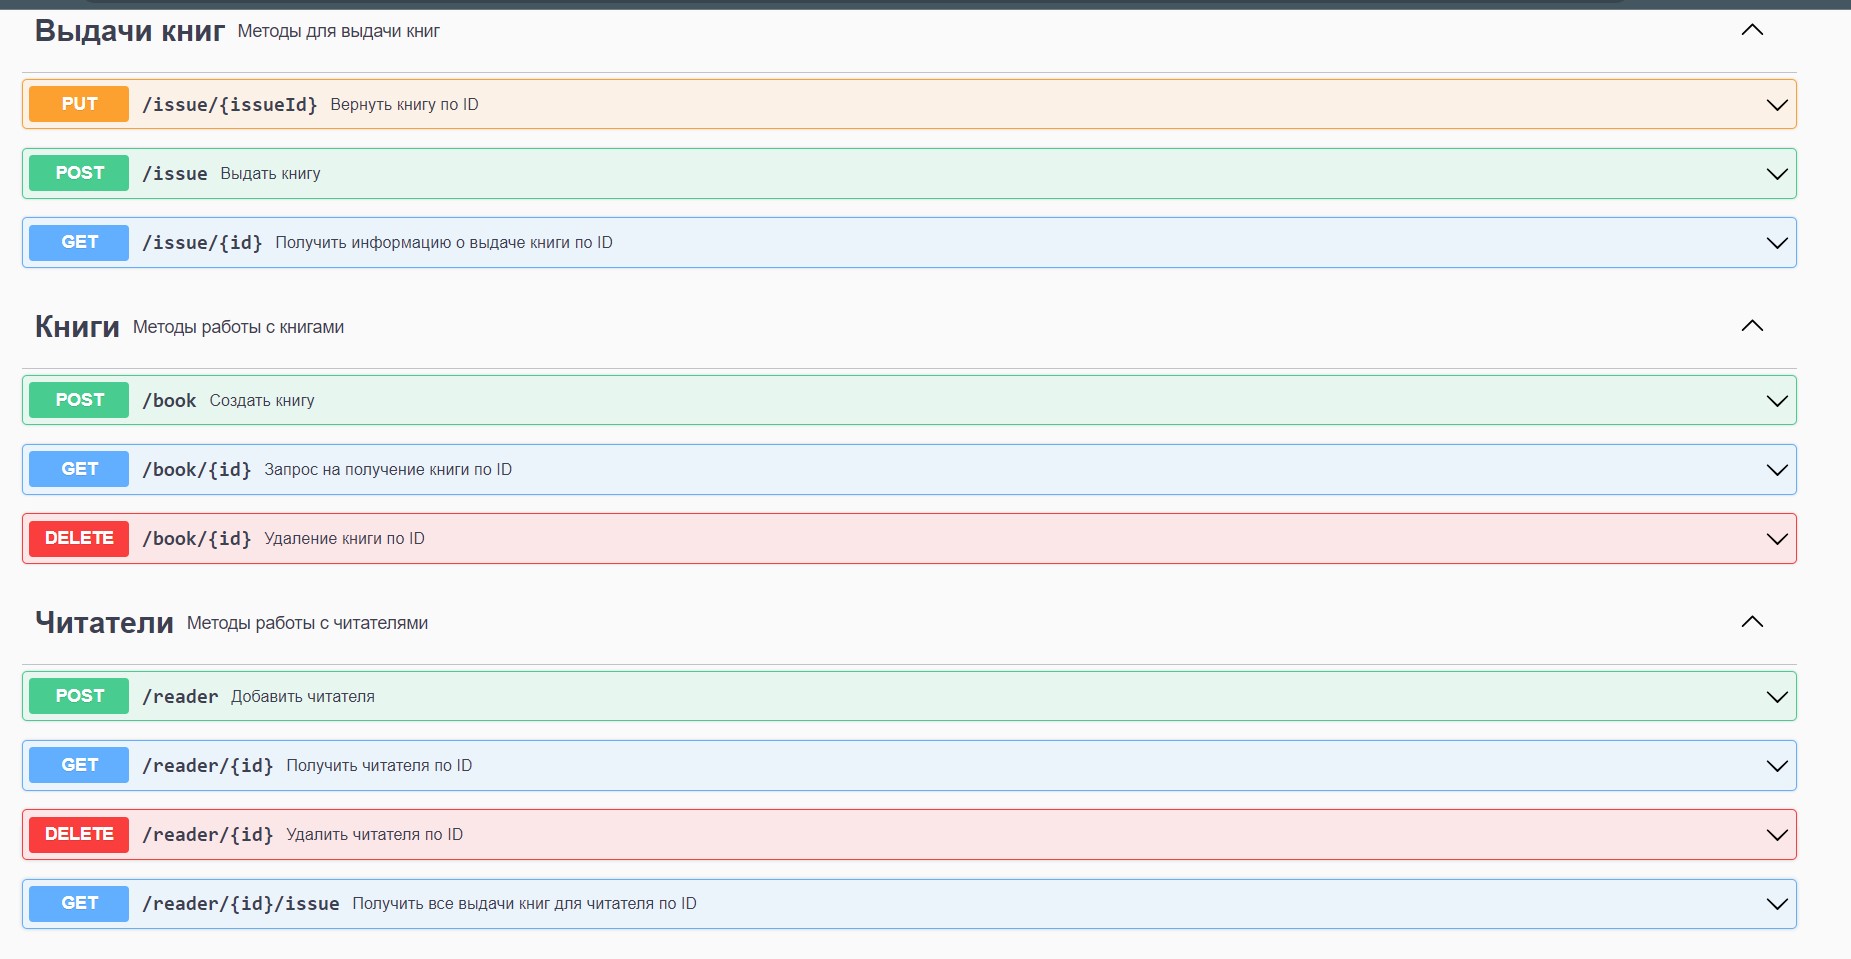 Выдачи книг Методы для выдачи книг
PUT /issue/{issueId} Вернуть книгу по ID
POST /issue Выдать книгу
GET /issue/{id} Получить информацию о выдаче книги по ID
Книги Методы работы с книгами
POST /book Создать книгу
GET /book/{id} Запрос на получение книги по ID
DELETE /book/{id} Удаление книги по ID
Читатели Методы работы с читателями
POST /reader Добавить читателя
GET /reader/{id} Получить читателя по ID
DELETE /reader/{id} Удалить читателя по ID
GET /reader/{id}/issue Получить все выдачи книг для читателя по ID